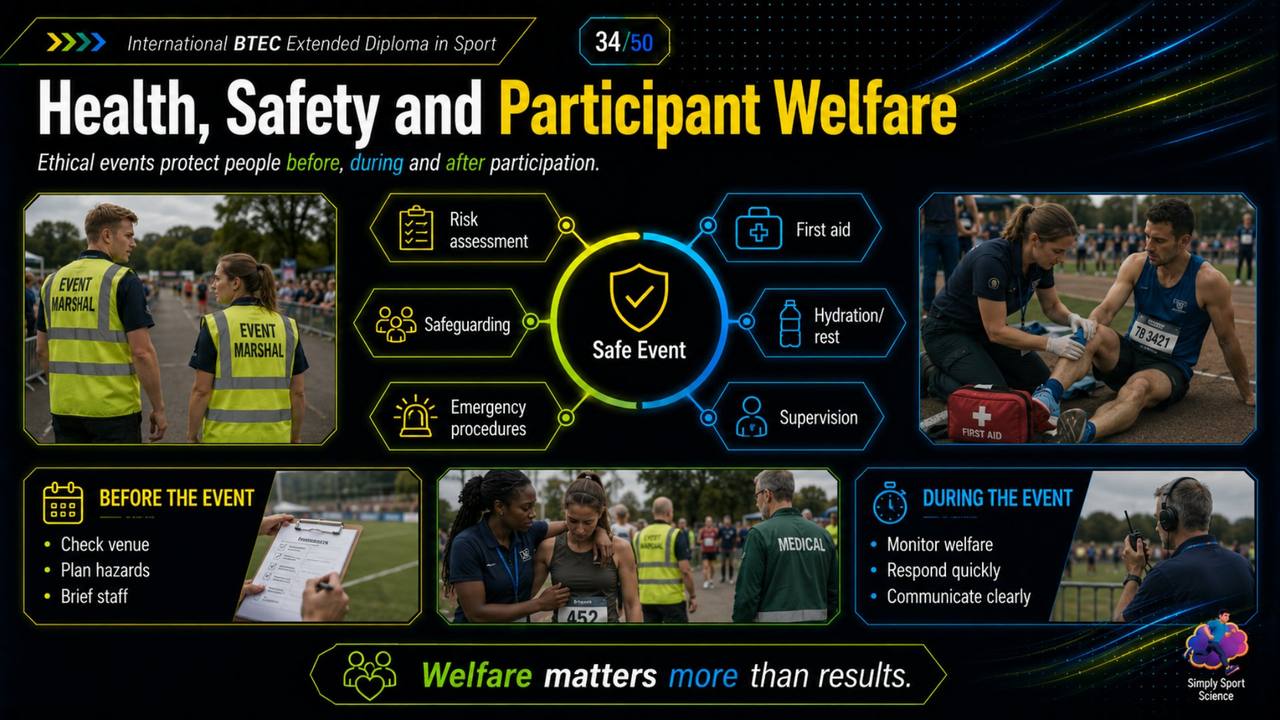 International BTEC Extended Diploma in Sport
34/50
Health, Safety and Participant Welfare
Ethical events protect people before, during and after participation.
EVENT
MARSHAL
EVENT
MARSHAL
Risk
assessment
Safeguarding
Emergency
procedures
Safe Event
First aid
Hydration/
rest
Supervision
TB 3421
FIRST AID
BEFORE THE EVENT
• Check venue
• Plan hazards
• Brief staff
EVENT
MARSHAL
MEDICAL
452
DURING THE EVENT
• Monitor welfare
• Respond quickly
• Communicate clearly
Welfare matters more than results.
Simply Sport
Science